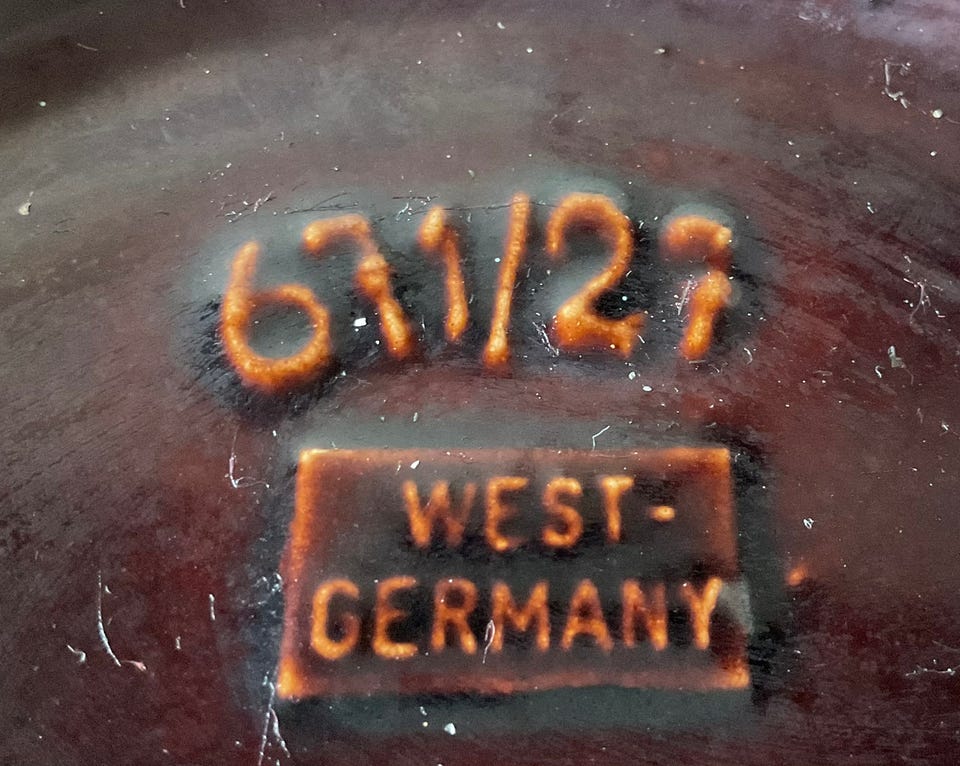 671/27
WEST-
GERMANY